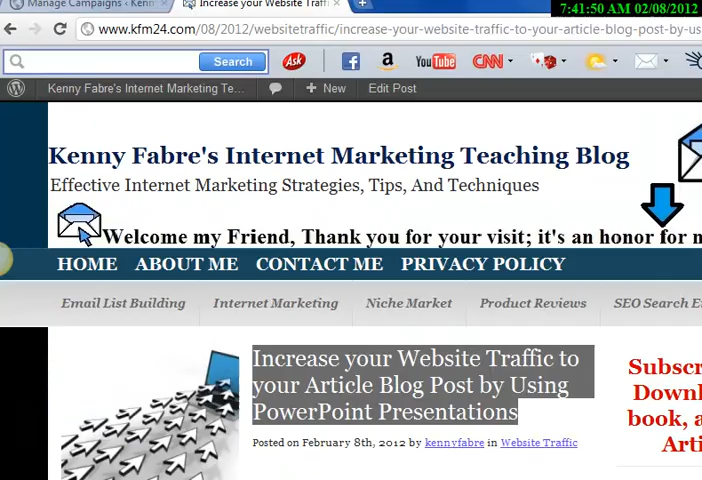 7:41:50 AM 02/08/2012
Manage Campaigns ‹ Kenny
Increase your Website Traffi
www.kfm24.com/08/2012/websitetraffic/increase-your-website-traffic-to-your-article-blog-post-by-us
Search Ask YouTube CNN
Kenny Fabre's Internet Marketing Te... New Edit Post
Kenny Fabre's Internet Marketing Teaching Blog
Effective Internet Marketing Strategies, Tips, And Techniques
Welcome my Friend, Thank you for your visit; it's an honor for m
HOME ABOUT ME CONTACT ME PRIVACY POLICY
Email List Building Internet Marketing Niche Market Product Reviews SEO Search E
Increase your Website Traffic to
your Article Blog Post by Using
PowerPoint Presentations
Posted on February 8th, 2012 by kennyfabre in Website Traffic
Subscr
Downl
book, a
Arti